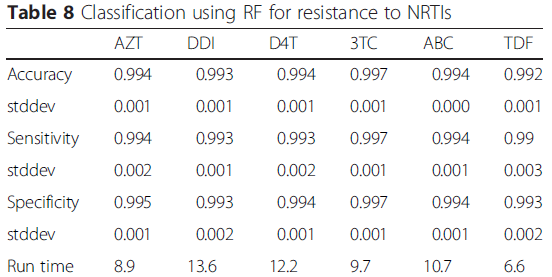 Table 8 Classification using RF for resistance to NRTIs
AZT DDI D4T 3TC ABC TDF
Accuracy 0.994 0.993 0.994 0.997 0.994 0.992
stddev 0.001 0.001 0.001 0.001 0.000 0.001
Sensitivity 0.994 0.993 0.993 0.997 0.994 0.99
stddev 0.002 0.001 0.002 0.001 0.001 0.003
Specificity 0.995 0.993 0.994 0.997 0.994 0.993
stddev 0.001 0.002 0.001 0.001 0.001 0.002
Run time 8.9 13.6 12.2 9.7 10.7 6.6